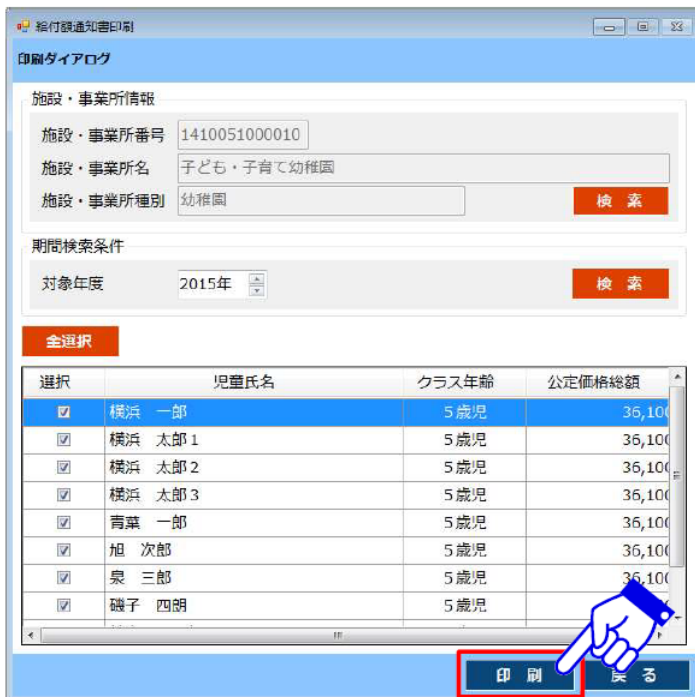 給付額通知書印刷
印刷ダイアログ
施設・事業所情報
施設・事業所番号 1410051000010
施設・事業所名 子ども・子育て幼稚園
施設・事業所種別 幼稚園 検 索
期間検索条件
対象年度 2015年 検 索
全選択
選択 児童氏名 クラス年齢 公定価格総額
横浜 一郎 5歳児 36,100
横浜 太郎1 5歳児 36,100
横浜 太郎2 5歳児 36,100
横浜 太郎3 5歳児 36,100
青葉 一郎 5歳児 36,100
旭 次郎 5歳児 36,100
泉 三郎 5歳児 36,100
磯子 四朗 5歳児
印 刷 戻 る